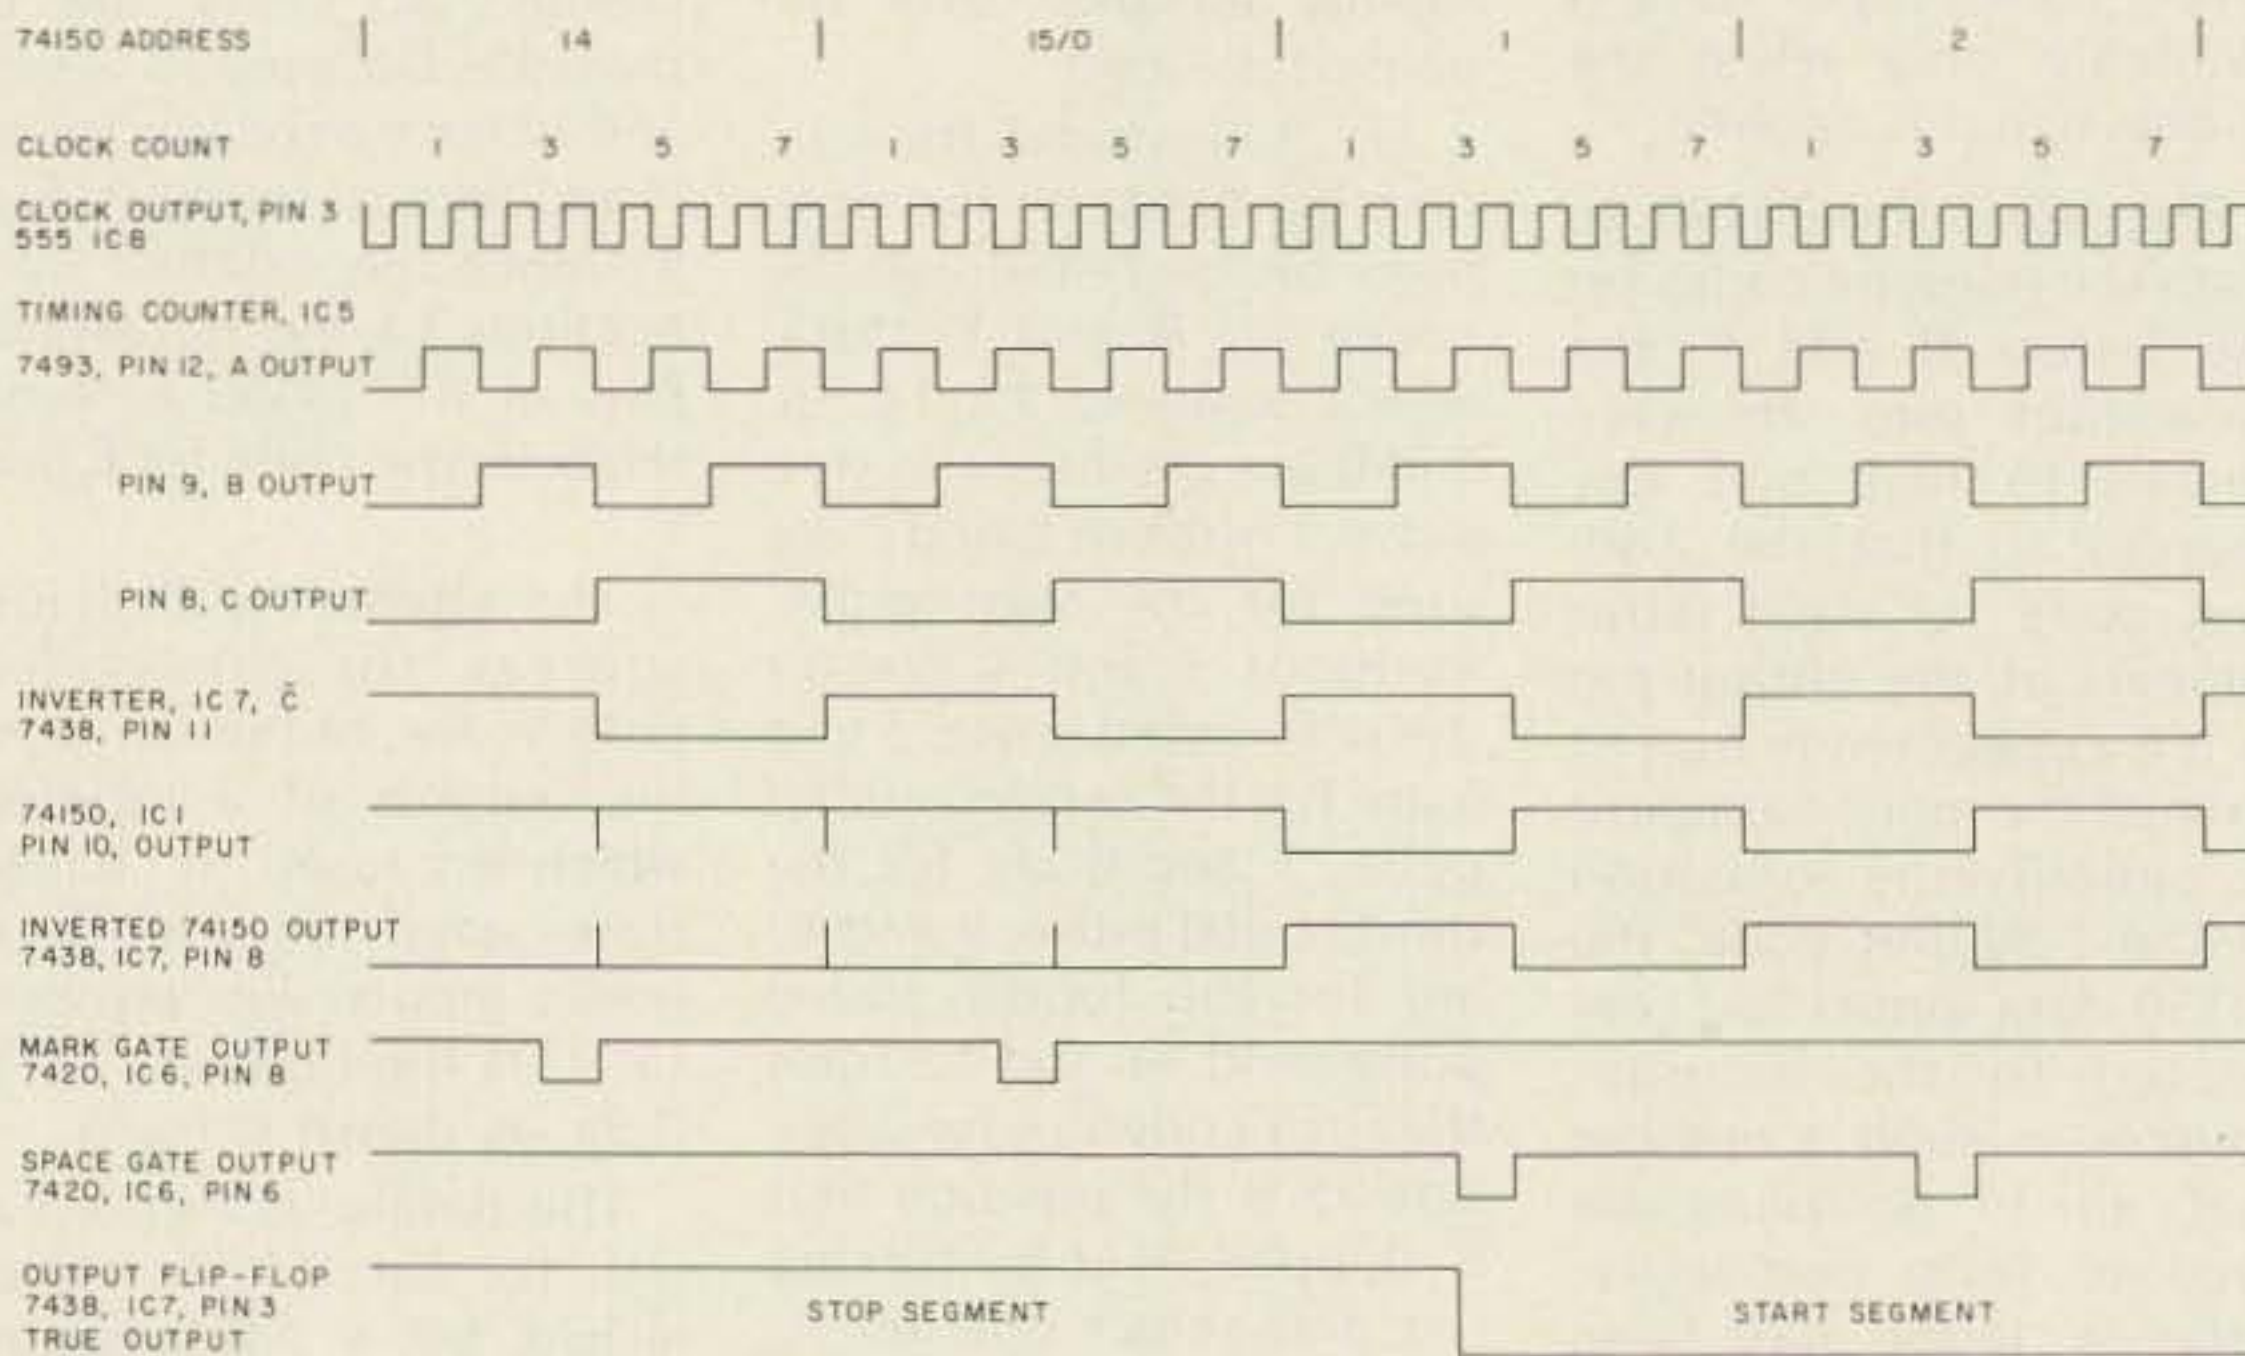 74150 ADDRESS | 14 | 15/0 | 1 | 2 |
CLOCK COUNT 1 3 5 7 1 3 5 7 1 3 5 7 1 3 5 7
CLOCK OUTPUT, PIN 3
555 IC8
TIMING COUNTER, IC5
7493, PIN 12, A OUTPUT
PIN 9, B OUTPUT
PIN 8, C OUTPUT
INVERTER, IC 7, C̄
7438, PIN 11
74150, IC1
PIN 10, OUTPUT
INVERTED 74150 OUTPUT
7438, IC7, PIN 8
MARK GATE OUTPUT
7420, IC6, PIN 8
SPACE GATE OUTPUT
7420, IC6, PIN 6
OUTPUT FLIP-FLOP
7438, IC7, PIN 3
TRUE OUTPUT
STOP SEGMENT
START SEGMENT